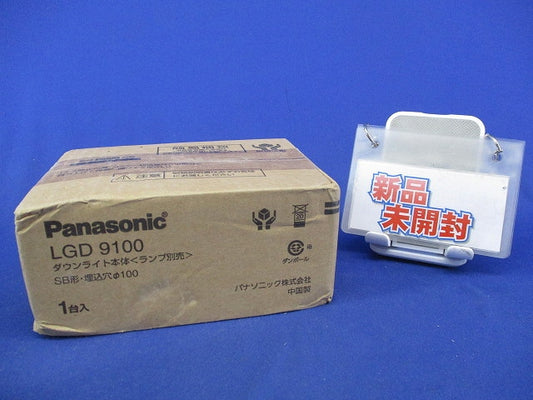 Panasonic
LGD 9100
ダウンライト本体<ランプ別売>
SB形・埋込穴φ100
1台入
ダンボール
パナソニック株式会社
中国製
注意
新品
未開封